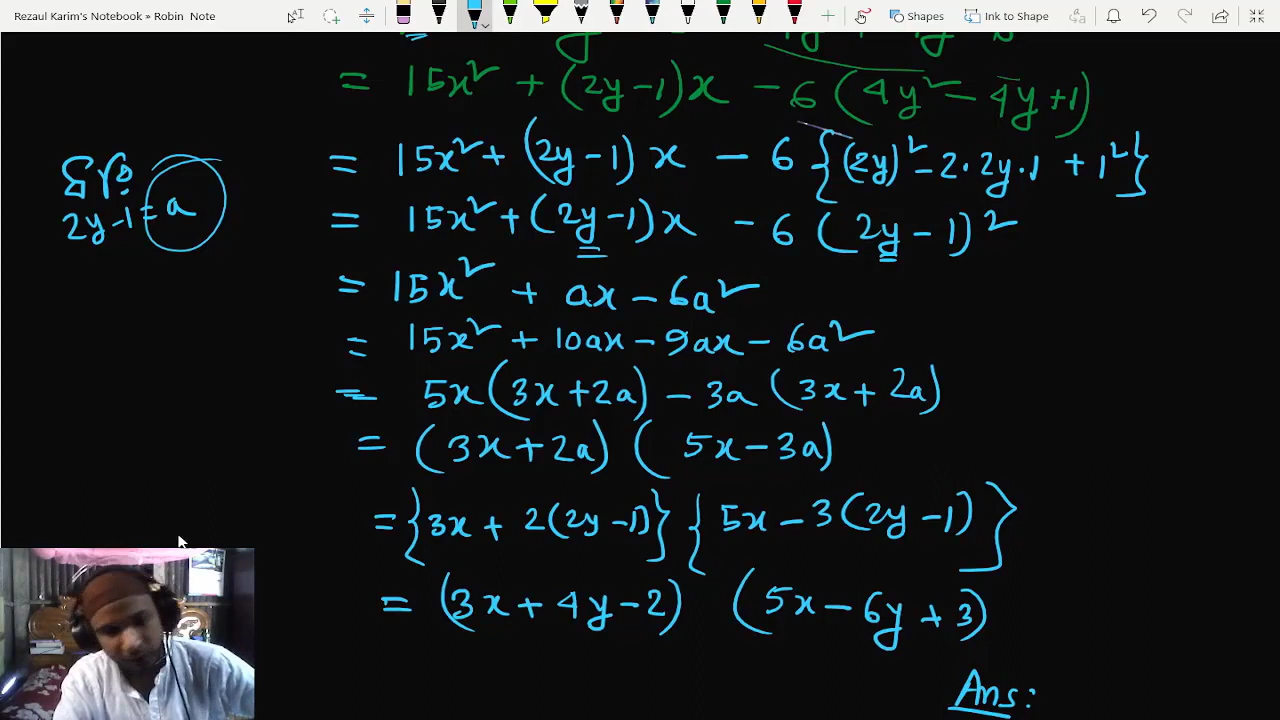 Rezaul Karim's Notebook » Robin Note
Shapes
Ink to Shape
= 15x² + (2y-1)x - 6 (4y² - 4y+1)
= 15x² + (2y-1) x - 6 {(2y)² - 2·2y·1 + 1²}
ধরি
2y-1 = a
= 15x² + (2y-1)x - 6 (2y-1)²
= 15x² + ax - 6a²
= 15x² + 10ax - 9ax - 6a²
= 5x (3x+2a) - 3a (3x+2a)
= (3x+2a) (5x-3a)
= {3x + 2(2y-1)} {5x - 3(2y-1)}
= (3x + 4y - 2) (5x - 6y + 3)
Ans: